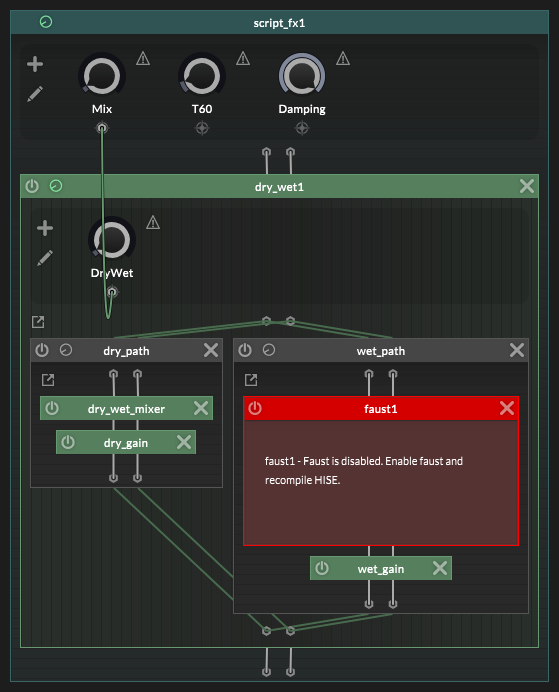 script_fx1
Mix
T60
Damping
dry_wet1
DryWet
dry_path
wet_path
dry_wet_mixer
dry_gain
faust1
faust1 - Faust is disabled. Enable faust and
recompile HISE.
wet_gain